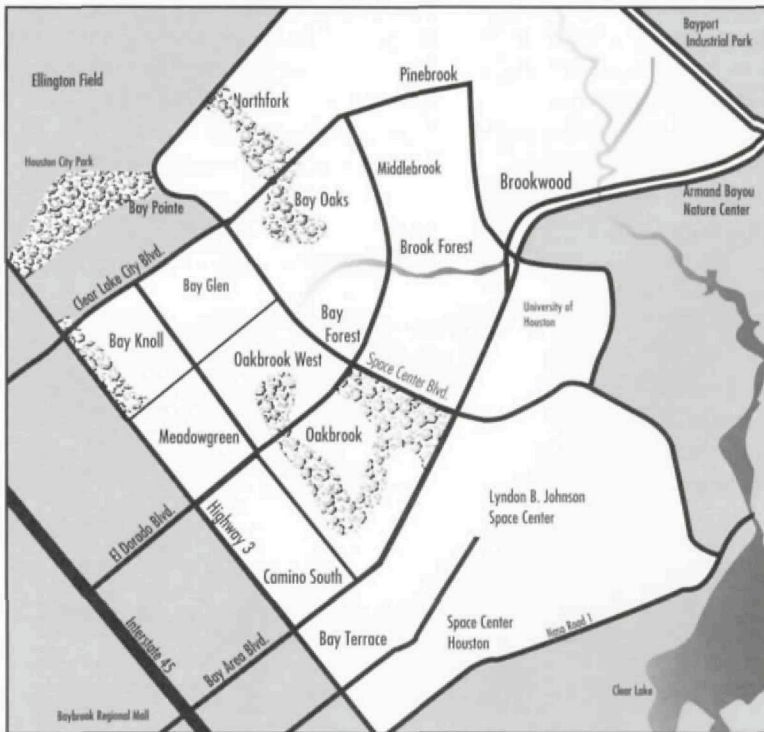 Bayport
Industrial Park
Ellington Field
Pinebrook
Northfork
Houston City Park
Middlebrook
Brookwood
Bay Oaks
Armand Bayou
Nature Center
Bay Pointe
Brook Forest
Clear Lake City Blvd.
Bay Glen
University of
Houston
Bay
Forest
Bay Knoll
Oakbrook West
Space Center Blvd.
Meadowgreen
Oakbrook
Lyndon B. Johnson
Space Center
El Dorado Blvd.
Highway 3
Camino South
Interstate 45
Bay Area Blvd.
Bay Terrace
Space Center
Houston
Nasa Road 1
Clear Lake
Baybrook Regional Mall